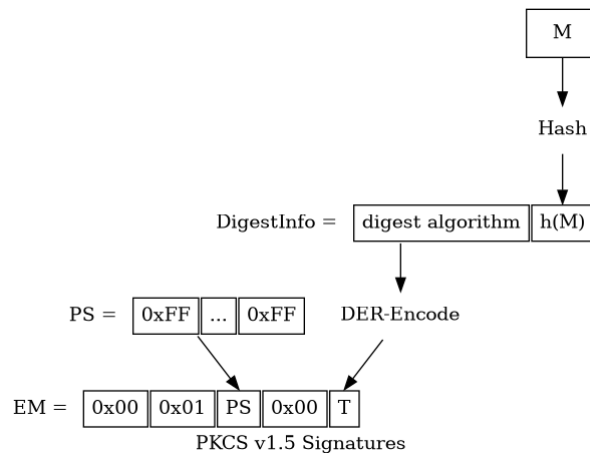 M
Hash
DigestInfo = digest algorithm h(M)
PS = 0xFF ... 0xFF DER-Encode
EM = 0x00 0x01 PS 0x00 T
PKCS v1.5 Signatures